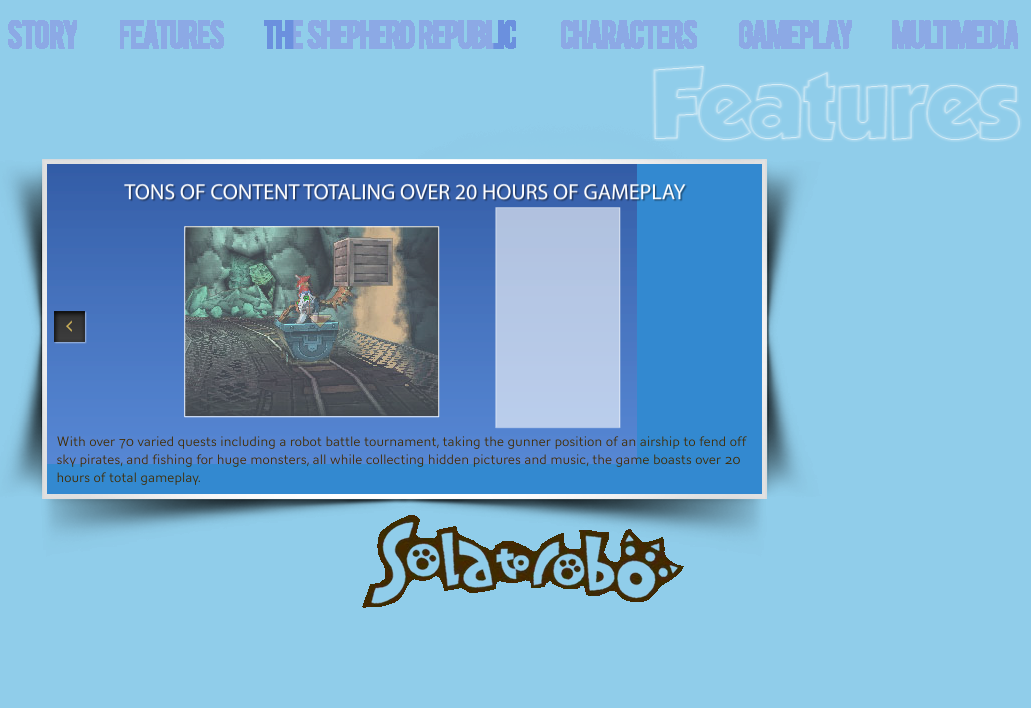 STORY FEATURES THE SHEPHERD REPUBLIC CHARACTERS GAMEPLAY MULTIMEDIA
Features
TONS OF CONTENT TOTALING OVER 20 HOURS OF GAMEPLAY
With over 70 varied quests including a robot battle tournament, taking the gunner position of an airship to fend off
sky pirates, and fishing for huge monsters, all while collecting hidden pictures and music, the game boasts over 20
hours of total gameplay.
Solatorobo